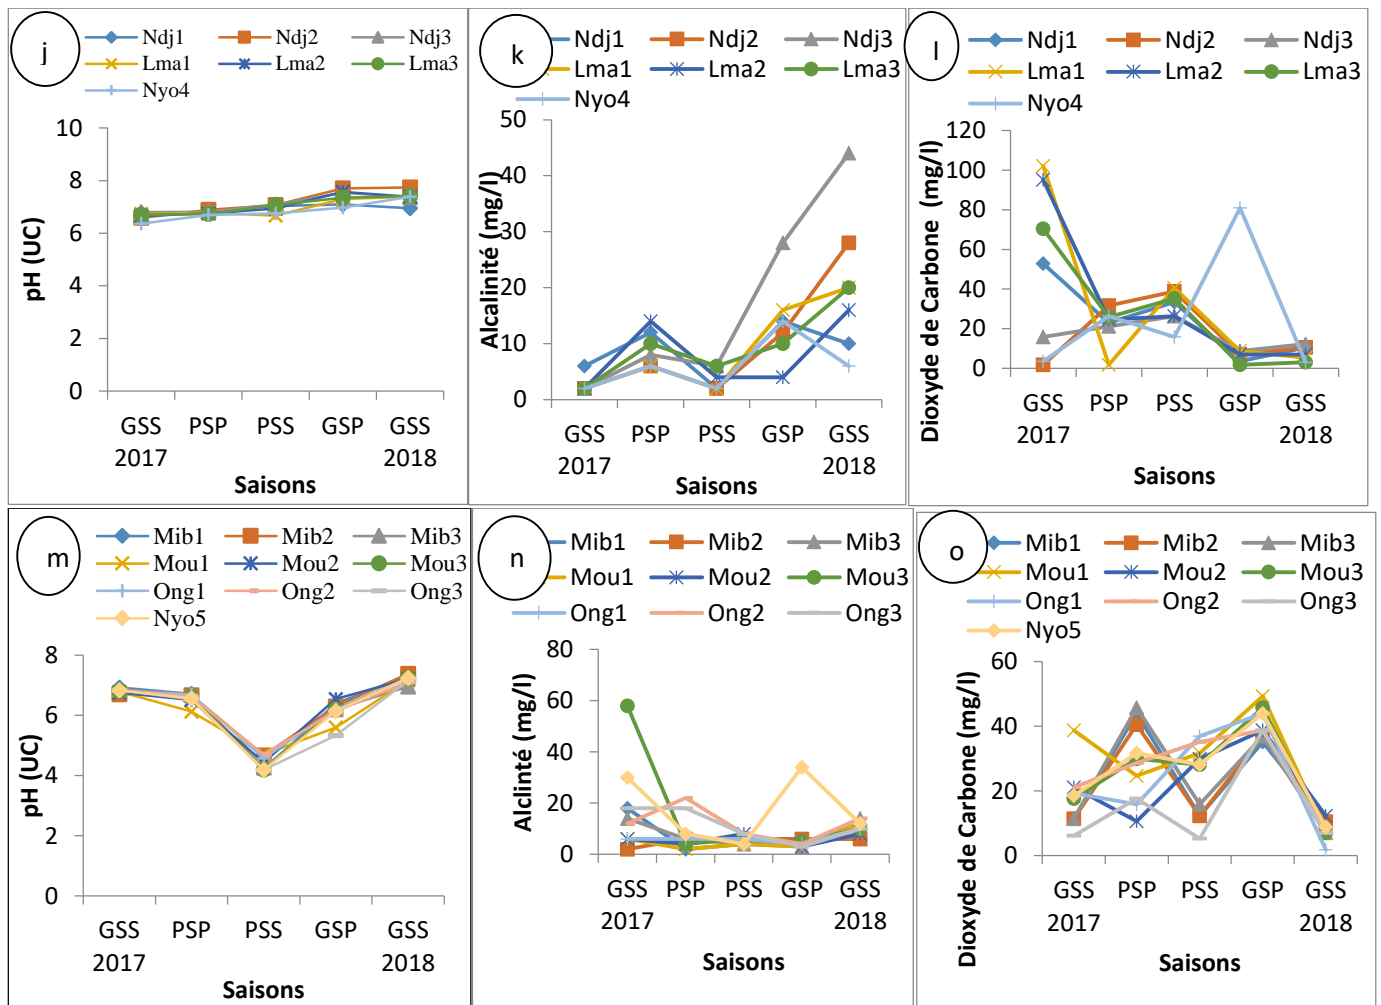 j
Ndj1 Ndj2 Ndj3
Lma1 Lma2 Lma3
Nyo4
pH (UC)
10
8
6
4
2
0
GSS PSP PSS GSP GSS
2017 2018
Saisons
k
Ndj1 Ndj2 Ndj3
Lma1 Lma2 Lma3
Nyo4
Alcalinité (mg/l)
50
40
30
20
10
0
GSS PSP PSS GSP GSS
2017 2018
Saisons
l
Ndj1 Ndj2 Ndj3
Lma1 Lma2 Lma3
Nyo4
Dioxyde de Carbone (mg/l)
120
100
80
60
40
20
0
GSS PSP PSS GSP GSS
2017 2018
Saisons
m
Mib1 Mib2 Mib3
Mou1 Mou2 Mou3
Ong1 Ong2 Ong3
Nyo5
pH (UC)
8
6
4
2
0
GSS PSP PSS GSP GSS
2017 2018
Saisons
n
Mib1 Mib2 Mib3
Mou1 Mou2 Mou3
Ong1 Ong2 Ong3
Alclinté (mg/l)
80
60
40
20
0
GSS PSP PSS GSP GSS
2017 2018
Saisons
o
Mib1 Mib2 Mib3
Mou1 Mou2 Mou3
Ong1 Ong2 Ong3
Nyo5
Dioxyde de Carbone (mg/l)
60
40
20
0
GSS PSP PSS GSP GSS
2017 2018
Saisons